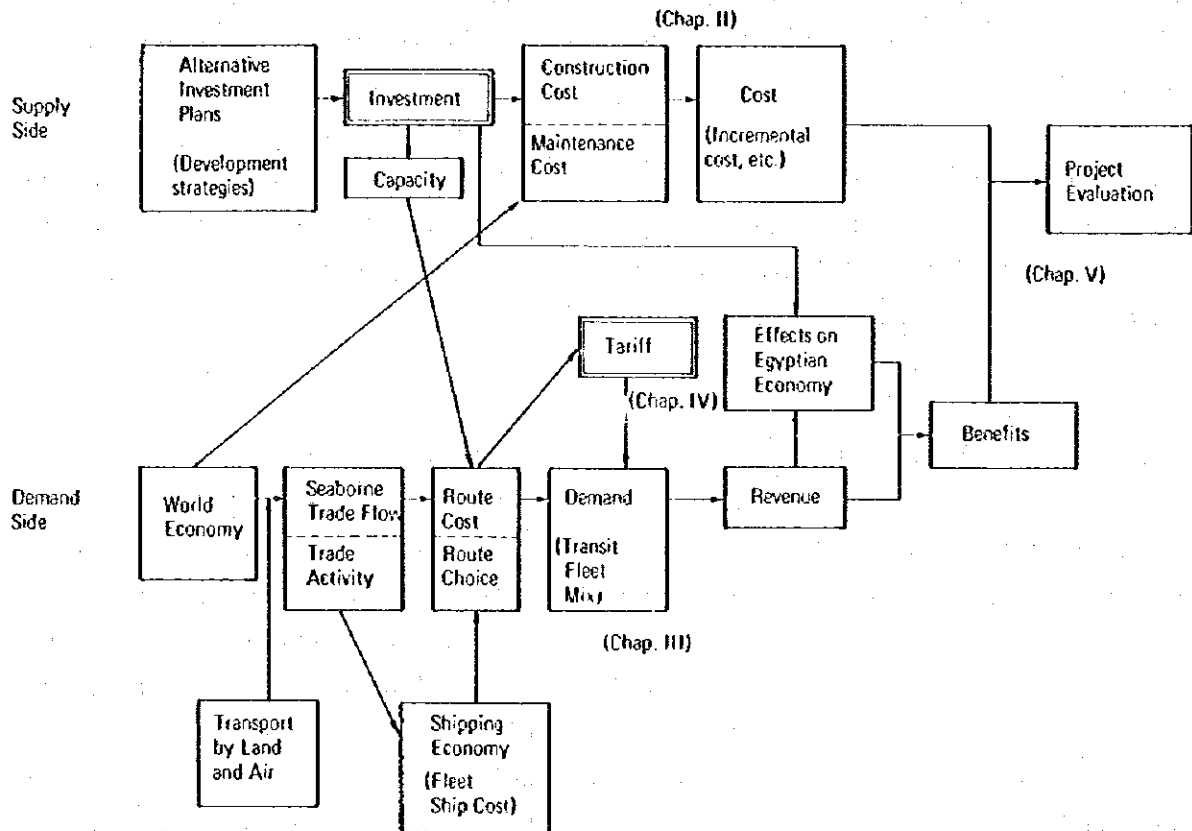 (Chap. II)
Supply
Side
Alternative
Investment
Plans
(Development
strategies)
Investment
Capacity
Construction
Cost
Maintenance
Cost
Cost
(Incremental
cost, etc.)
Project
Evaluation
(Chap. V)
Tariff
(Chap. IV)
Effects on
Egyptian
Economy
Benefits
Demand
Side
World
Economy
Seaborne
Trade Flow
Trade
Activity
Route
Cost
Route
Choice
Demand
(Transit
Fleet
Mix)
Revenue
(Chap. III)
Transport
by Land
and Air
Shipping
Economy
(Fleet
Ship Cost)